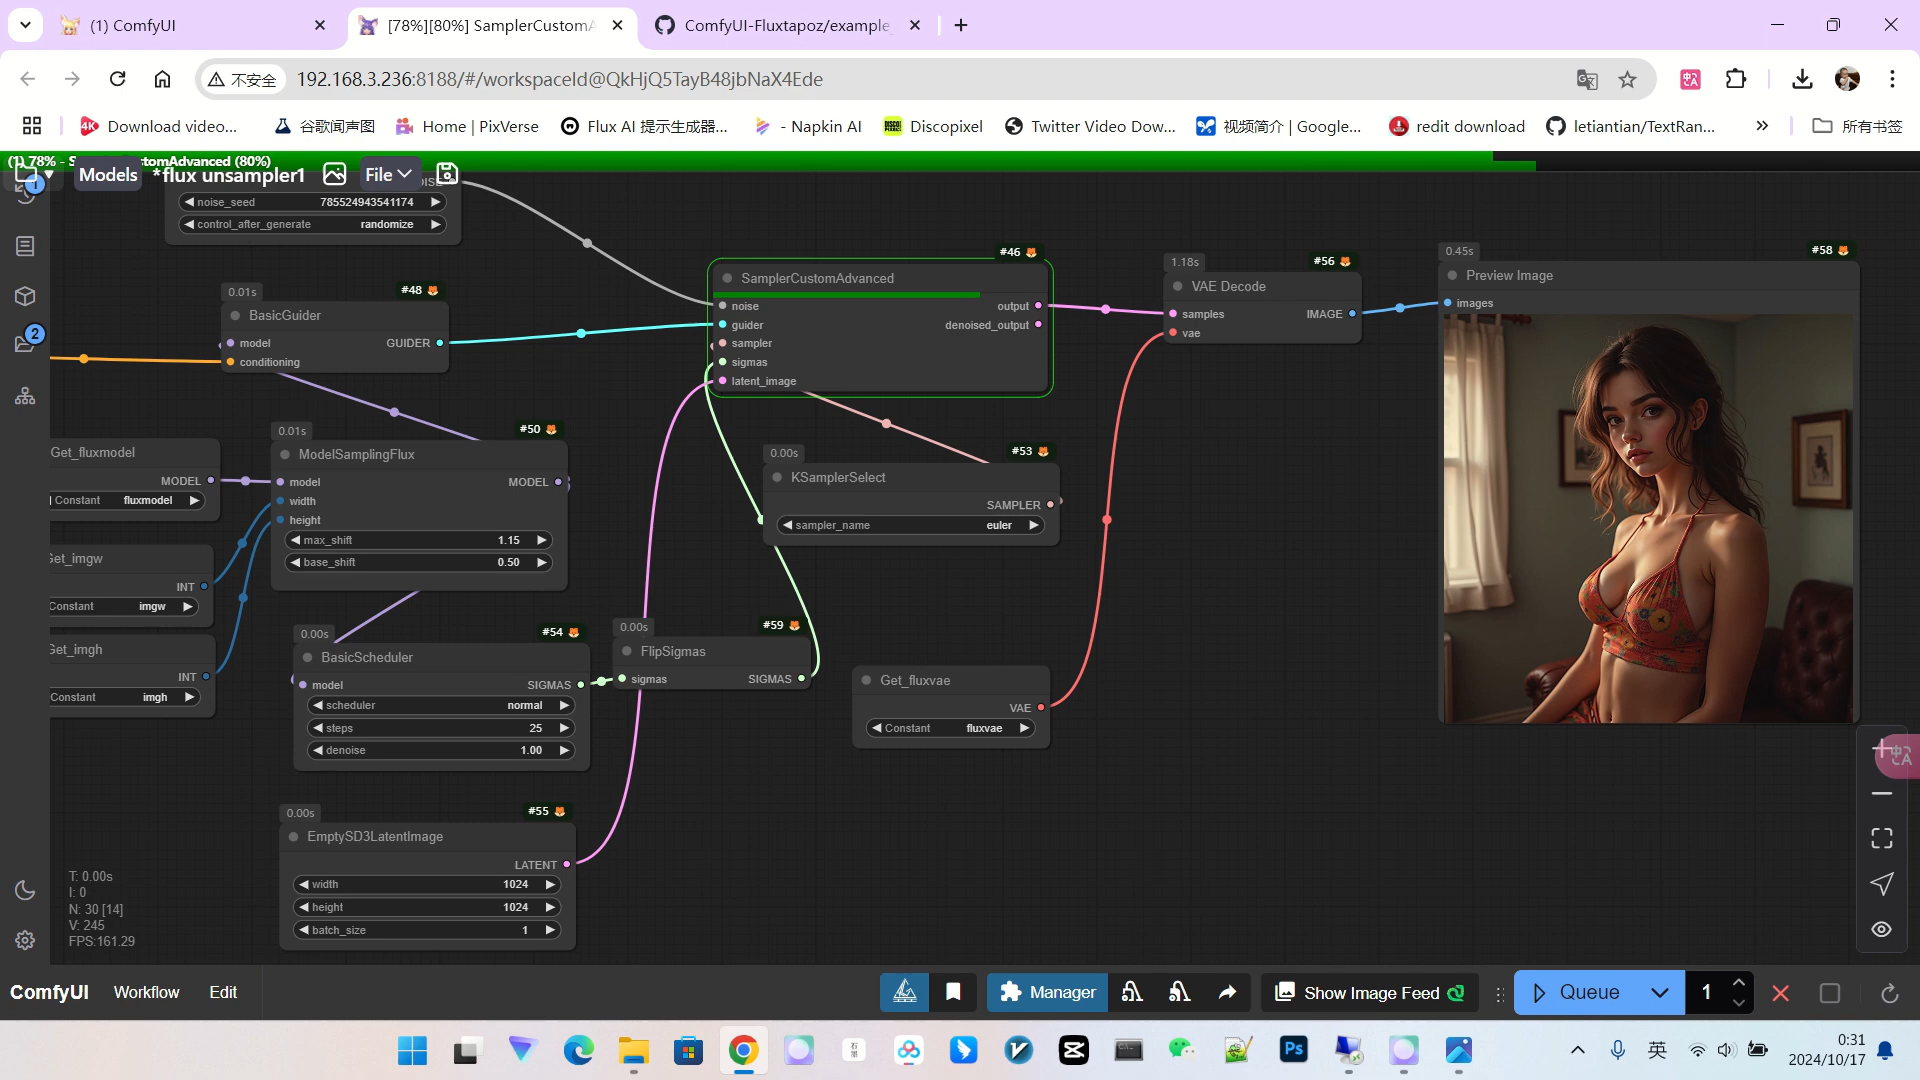 (1) ComfyUI
[78%][80%] SamplerCustomA
ComfyUI-Fluxtapoz/example
不安全
192.168.3.236:8188/#/workspaceId@QkHjQ5TayB48jbNaX4Ede
Download video...
谷歌闻声图
Home | PixVerse
Flux AI 提示生成器...
- Napkin AI
Discopixel
Twitter Video Dow...
视频简介 | Google...
redit download
letiantian/TextRan...
所有书签
(1) 78% - S
tomAdvanced (80%)
Models
*flux unsampler1
File
1
noise_seed
785524943541174
control_after_generate
randomize
2
0.01s
#48
BasicGuider
model
GUIDER
conditioning
#46
SamplerCustomAdvanced
noise
output
guider
denoised_output
sampler
sigmas
latent_image
1.18s
#56
VAE Decode
samples
IMAGE
vae
0.45s
#58
Preview Image
images
Get_fluxmodel
MODEL
Constant
fluxmodel
0.01s
#50
ModelSamplingFlux
model
MODEL
width
height
max_shift
1.15
base_shift
0.50
0.00s
#53
KSamplerSelect
SAMPLER
sampler_name
euler
Get_imgw
INT
Constant
imgw
Get_imgh
INT
Constant
imgh
0.00s
#54
BasicScheduler
model
SIGMAS
scheduler
normal
steps
25
denoise
1.00
0.00s
#59
FlipSigmas
sigmas
SIGMAS
Get_fluxvae
VAE
Constant
fluxvae
0.00s
#55
EmptySD3LatentImage
LATENT
width
1024
height
1024
batch_size
1
T: 0.00s
I: 0
N: 30 [14]
V: 245
FPS:161.29
ComfyUI
Workflow
Edit
Manager
Show Image Feed
Queue
1
英
0:31
2024/10/17